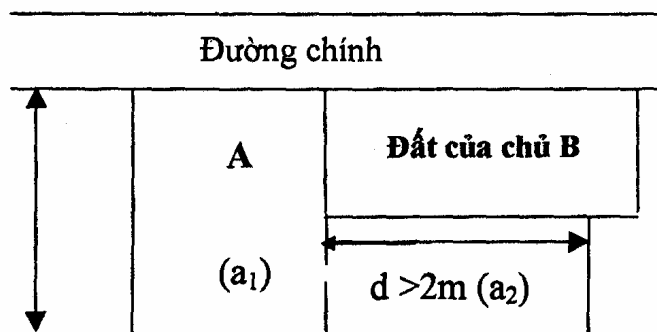 Đường chính
A
Đất của chủ B
(a₁)
d >2m (a₂)